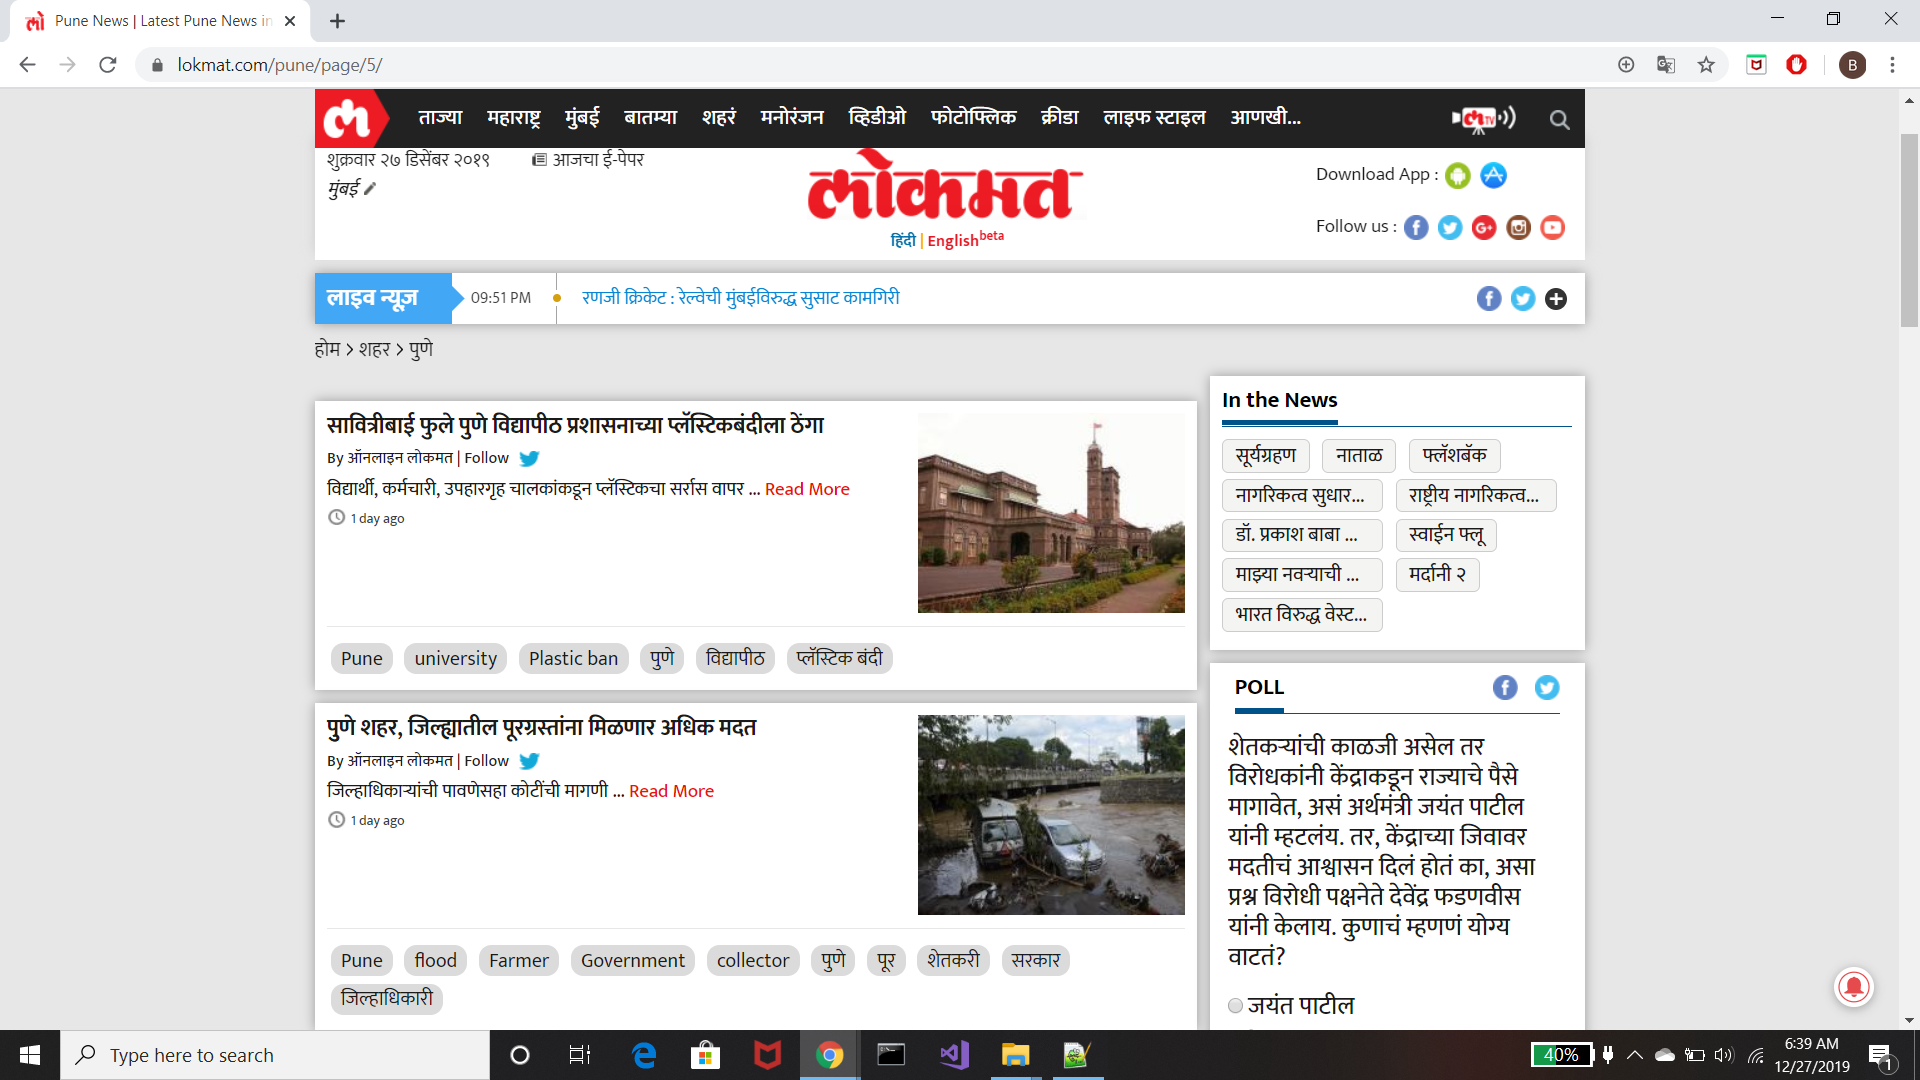 Pune News | Latest Pune News in
lokmat.com/pune/page/5/
B
ताज्या महाराष्ट्र मुंबई बातम्या शहरं मनोरंजन व्हिडीओ फोटोफ्लिक क्रीडा लाइफ स्टाइल आणखी...
शुक्रवार २७ डिसेंबर २०१९ आजचा ई-पेपर
मुंबई
लोकमत
हिंदी | English beta
Download App :
Follow us :
लाइव न्यूज़ 09:51 PM रणजी क्रिकेट : रेल्वेची मुंबईविरुद्ध सुसाट कामगिरी
होम > शहर > पुणे
सावित्रीबाई फुले पुणे विद्यापीठ प्रशासनाच्या प्लॅस्टिकबंदीला ठेंगा
By ऑनलाइन लोकमत | Follow
विद्यार्थी, कर्मचारी, उपहारगृह चालकांकडून प्लॅस्टिकचा सर्रास वापर ... Read More
1 day ago
Pune university Plastic ban पुणे विद्यापीठ प्लॅस्टिक बंदी
पुणे शहर, जिल्ह्यातील पूरग्रस्तांना मिळणार अधिक मदत
By ऑनलाइन लोकमत | Follow
जिल्हाधिकाऱ्यांची पावणेसहा कोटींची मागणी ... Read More
1 day ago
Pune flood Farmer Government collector पुणे पूर शेतकरी सरकार
जिल्हाधिकारी
In the News
सूर्यग्रहण नाताळ फ्लॅशबॅक
नागरिकत्व सुधार... राष्ट्रीय नागरिकत्व...
डॉ. प्रकाश बाबा ... स्वाईन फ्लू
माझ्या नवऱ्याची ... मर्दानी २
भारत विरुद्ध वेस्ट...
POLL
शेतकऱ्यांची काळजी असेल तर
विरोधकांनी केंद्राकडून राज्याचे पैसे
मागावेत, असं अर्थमंत्री जयंत पाटील
यांनी म्हटलंय. तर, केंद्राच्या जिवावर
मदतीचं आश्वासन दिलं होतं का, असा
प्रश्न विरोधी पक्षनेते देवेंद्र फडणवीस
यांनी केलाय. कुणाचं म्हणणं योग्य
वाटतं?
जयंत पाटील
Type here to search
40%
6:39 AM
12/27/2019
1